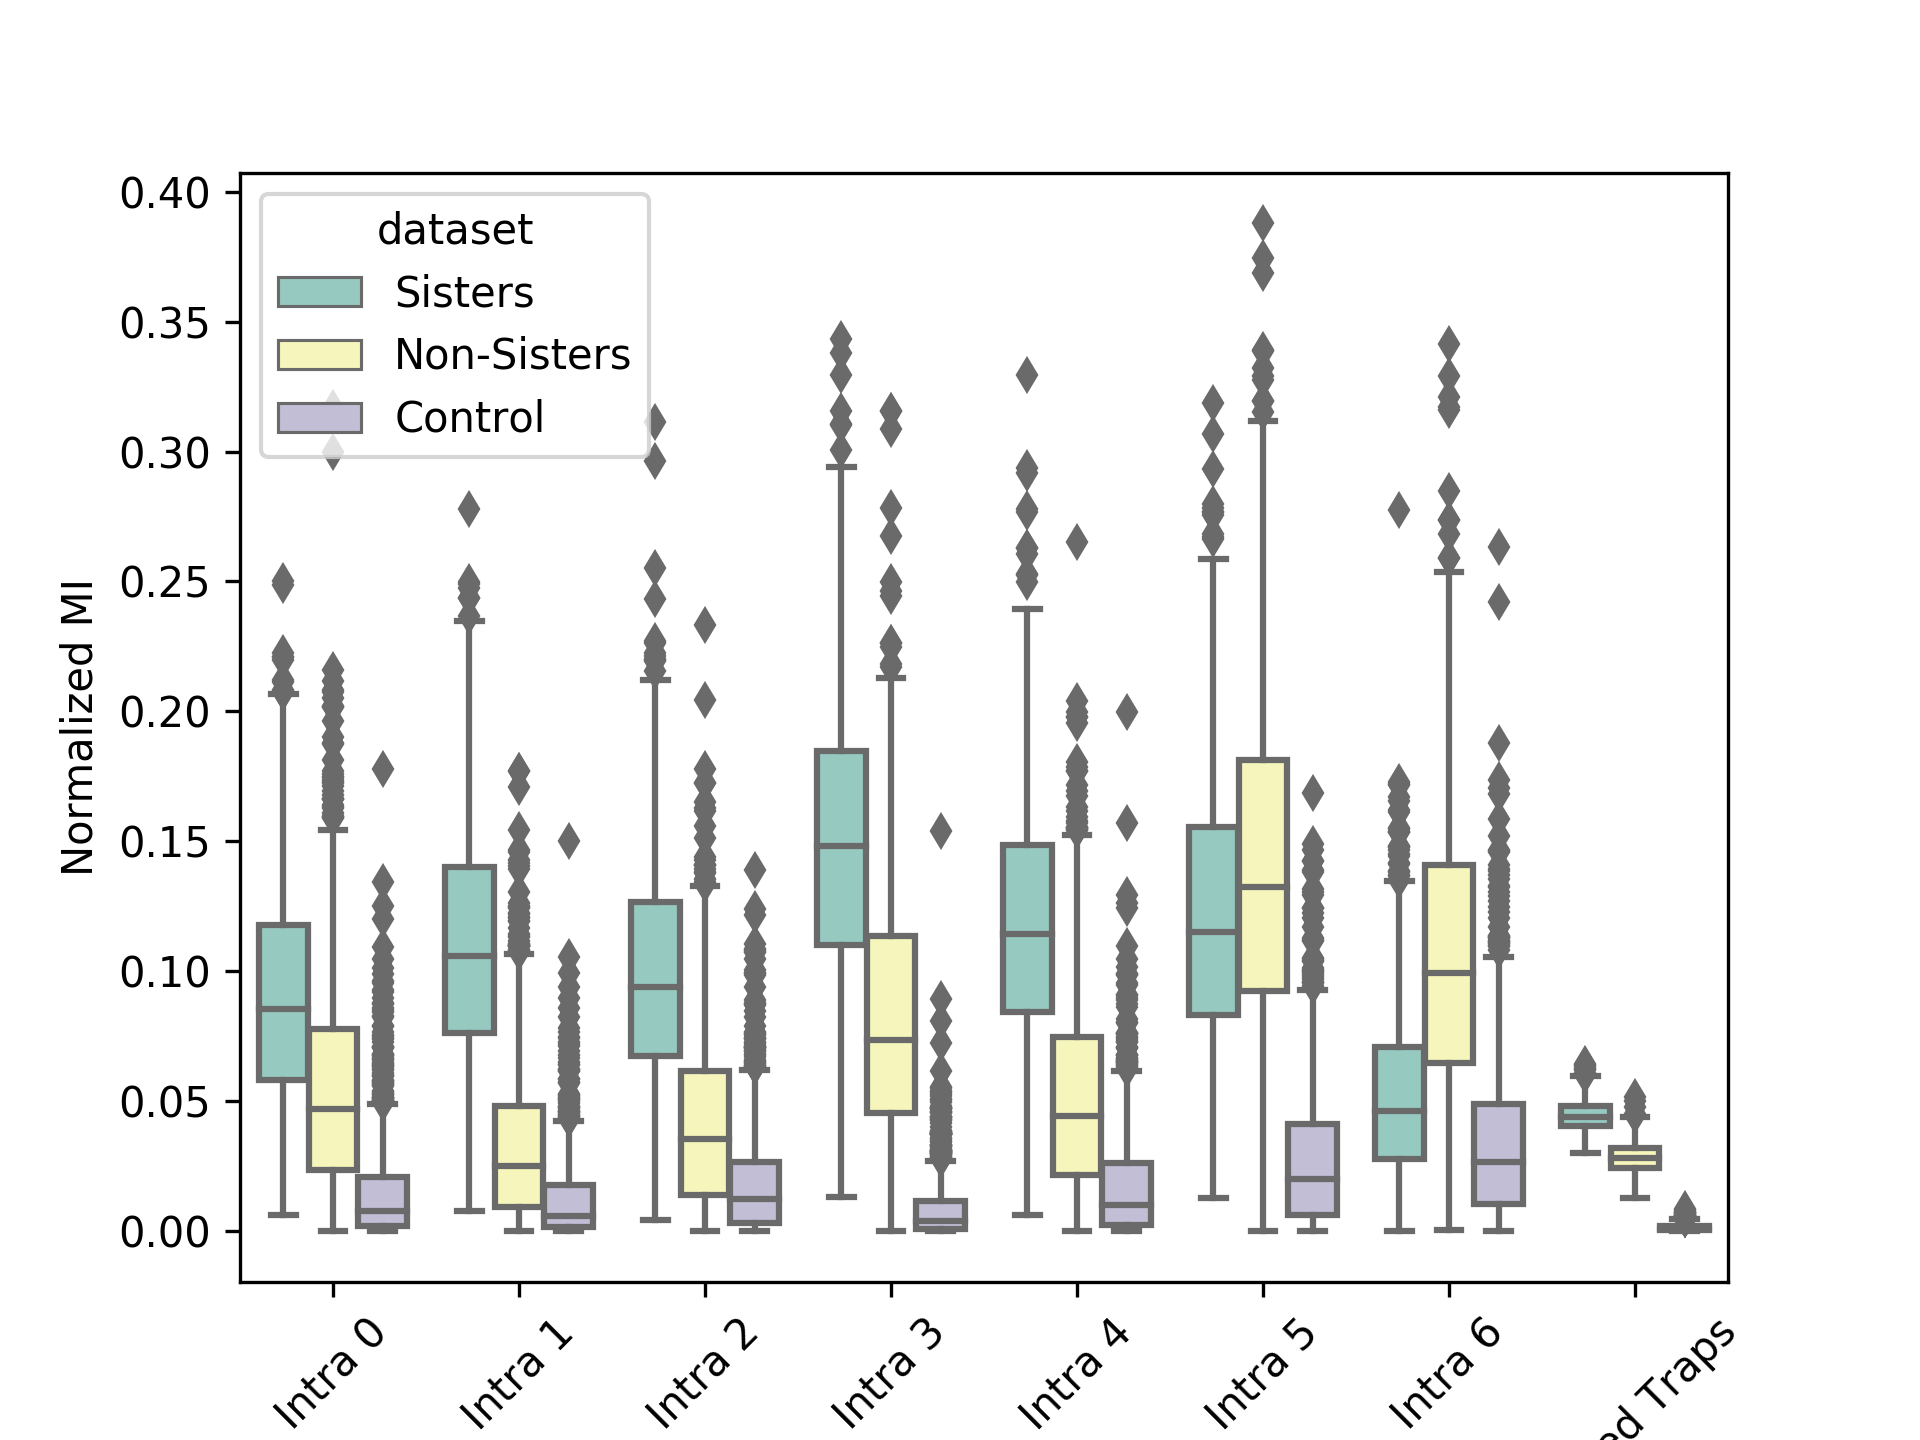 dataset
Sisters
Non-Sisters
Control
Normalized MI
0.40
0.35
0.30
0.25
0.20
0.15
0.10
0.05
0.00
Intra 0
Intra 1
Intra 2
Intra 3
Intra 4
Intra 5
Intra 6
Traps